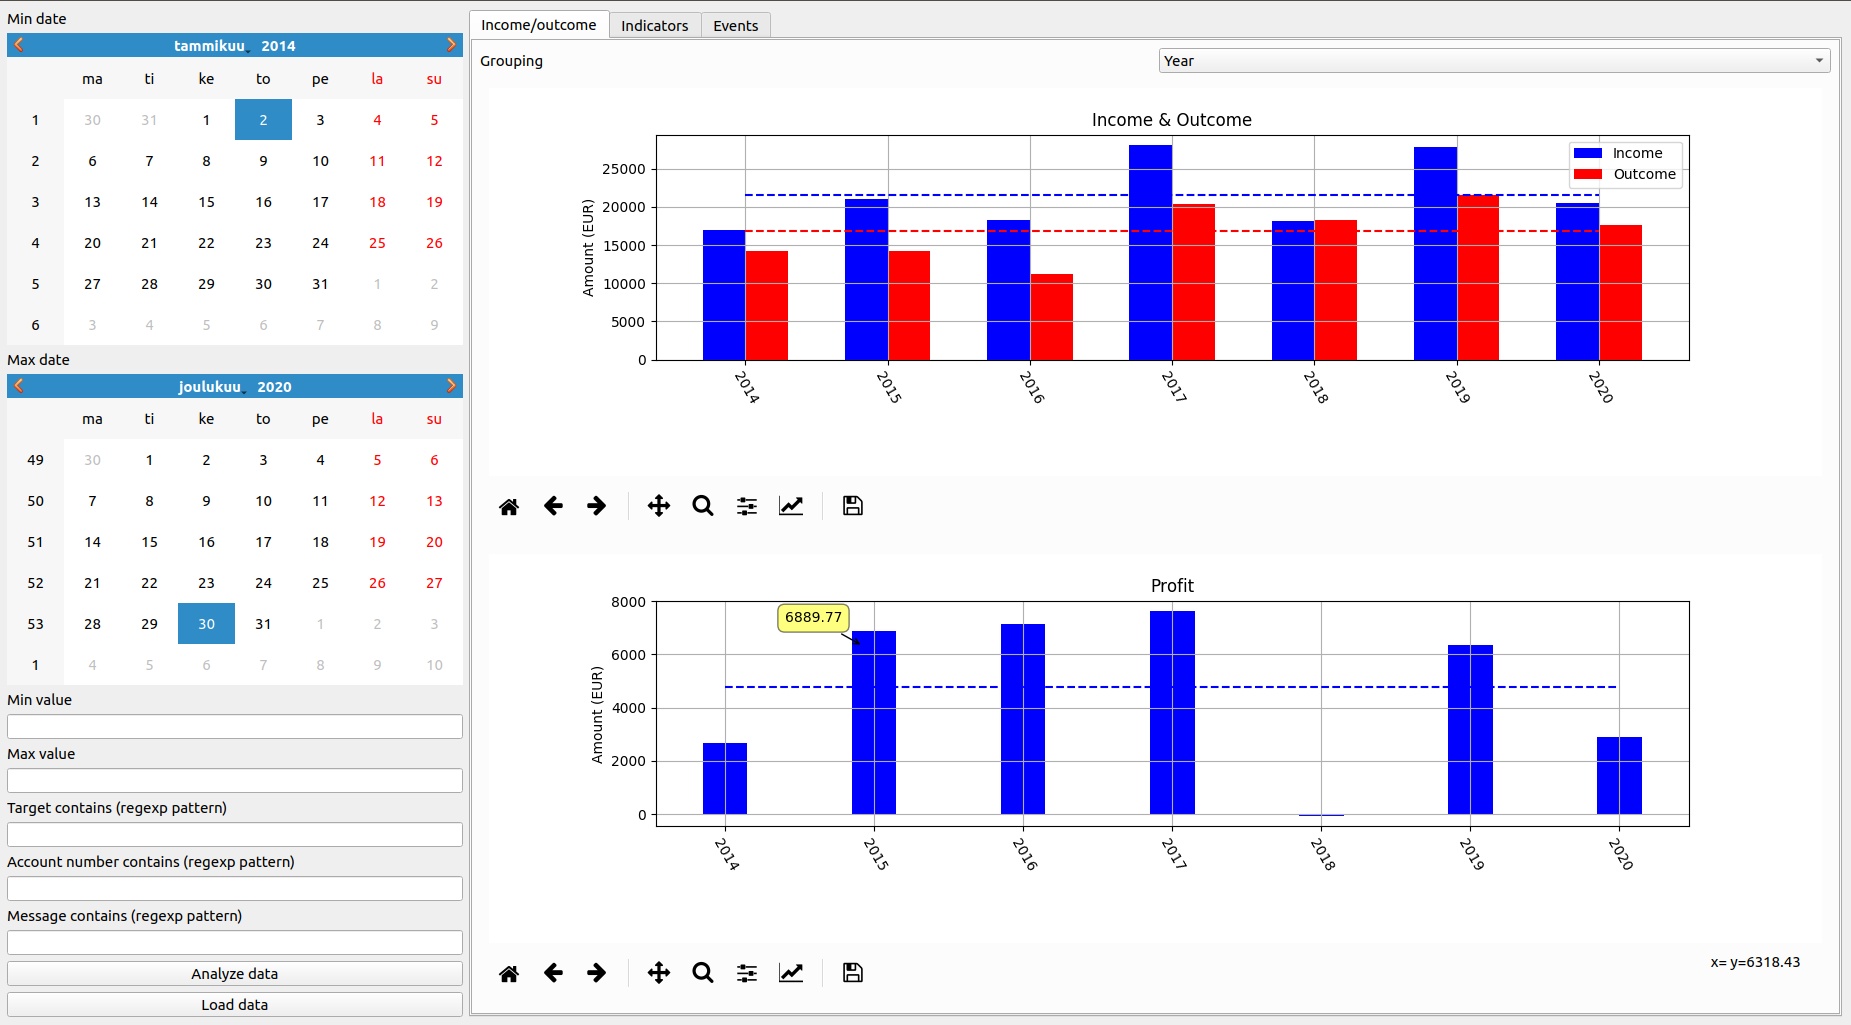 Min date
tammikuu 2014
ma ti ke to pe la su
1 30 31 1 2 3 4 5
2 6 7 8 9 10 11 12
3 13 14 15 16 17 18 19
4 20 21 22 23 24 25 26
5 27 28 29 30 31 1 2
6 3 4 5 6 7 8 9
Max date
joulukuu 2020
ma ti ke to pe la su
49 30 1 2 3 4 5 6
50 7 8 9 10 11 12 13
51 14 15 16 17 18 19 20
52 21 22 23 24 25 26 27
53 28 29 30 31 1 2 3
1 4 5 6 7 8 9 10
Min value
Max value
Target contains (regexp pattern)
Account number contains (regexp pattern)
Message contains (regexp pattern)
Analyze data
Load data
Income/outcome Indicators Events
Grouping Year
Income & Outcome
Amount (EUR)
25000
20000
15000
10000
5000
0
Income
Outcome
2014 2015 2016 2017 2018 2019 2020
Profit
Amount (EUR)
8000
6000
4000
2000
0
6889.77
2014 2015 2016 2017 2018 2019 2020
x= y=6318.43